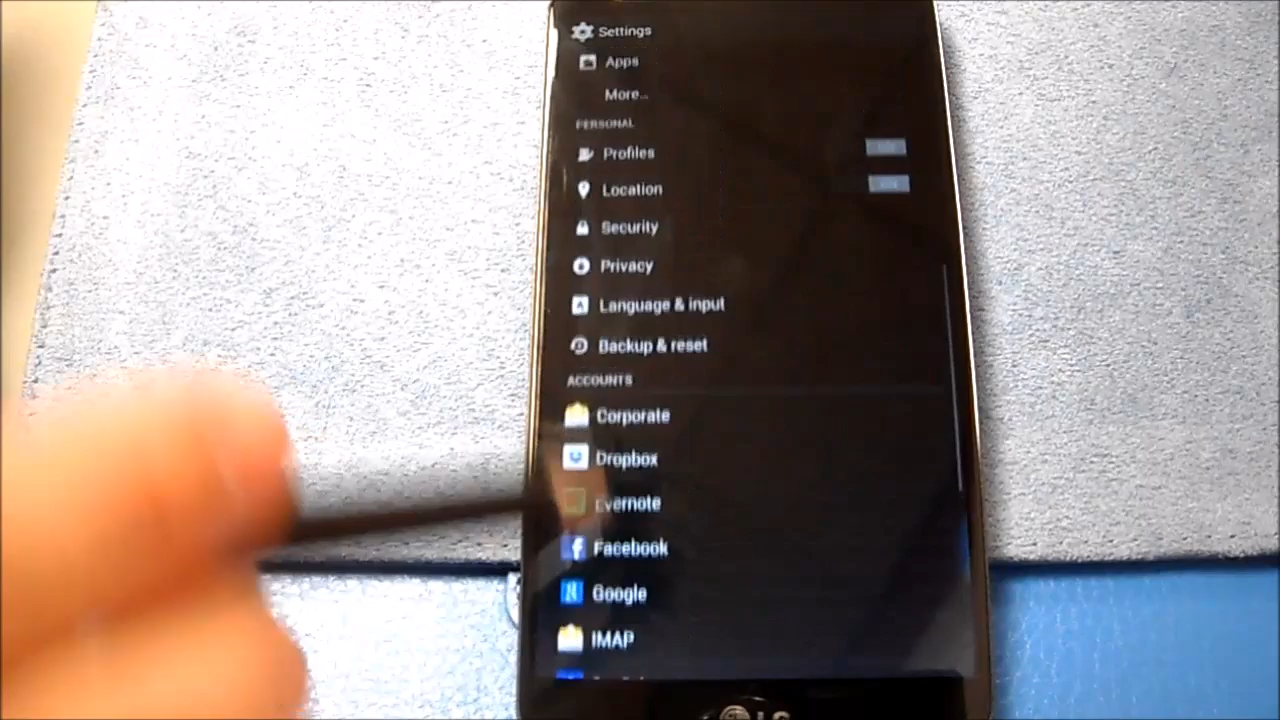 Settings
Apps
More...
PERSONAL
Profiles
Location
Security
Privacy
Language & input
Backup & reset
ACCOUNTS
Corporate
Dropbox
Evernote
Facebook
Google
IMAP
LG